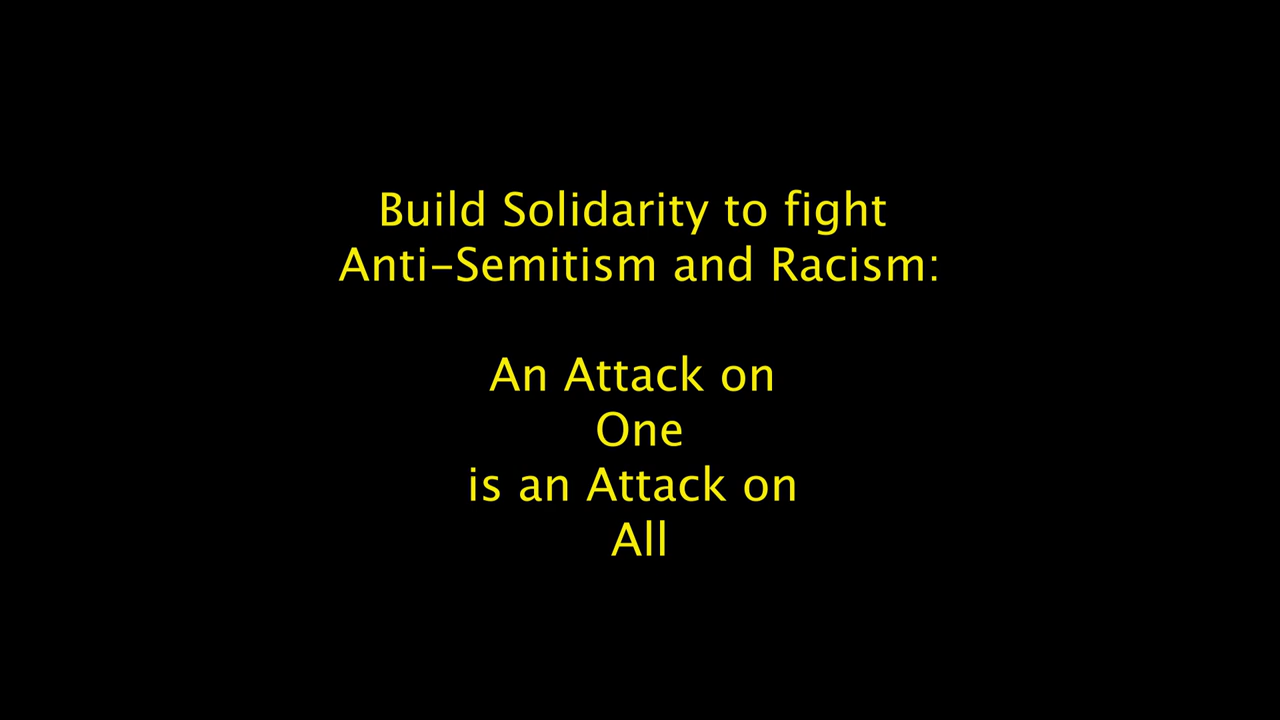 Build Solidarity to fight
Anti-Semitism and Racism:
An Attack on
One
is an Attack on
All